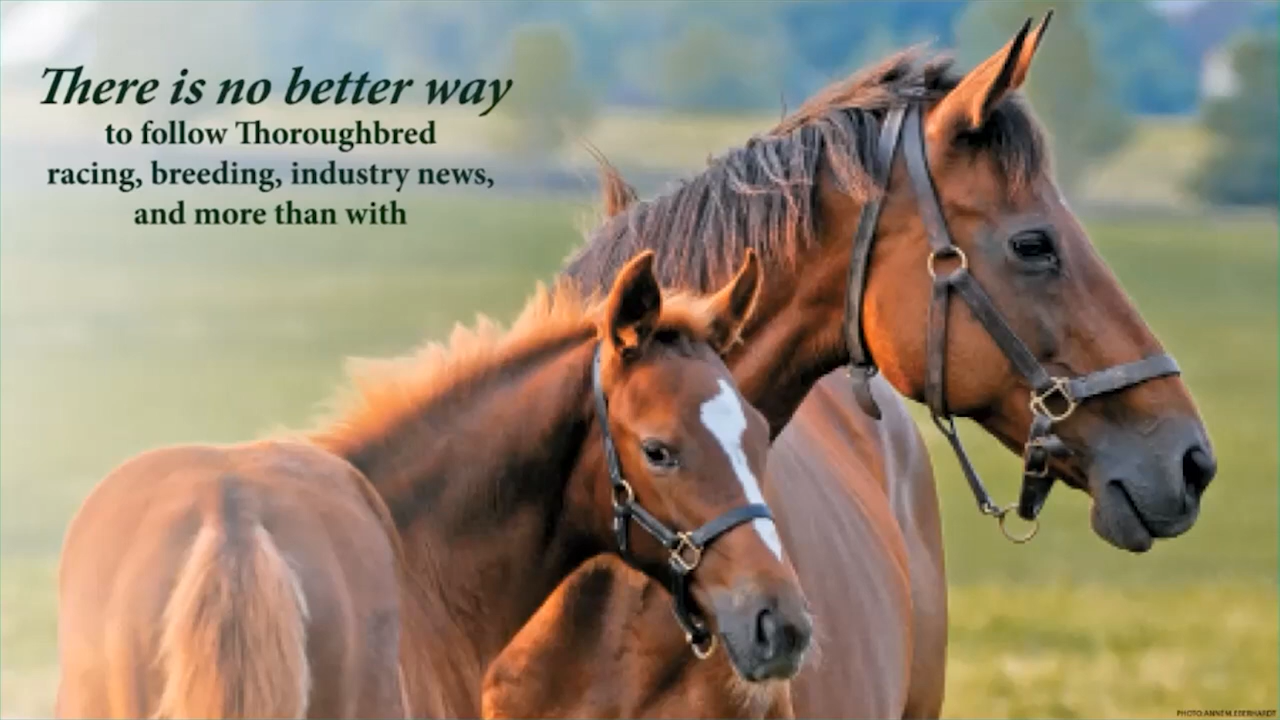 There is no better way
to follow Thoroughbred
racing, breeding, industry news,
and more than with
PHOTO: ANNE M. EBERHARDT